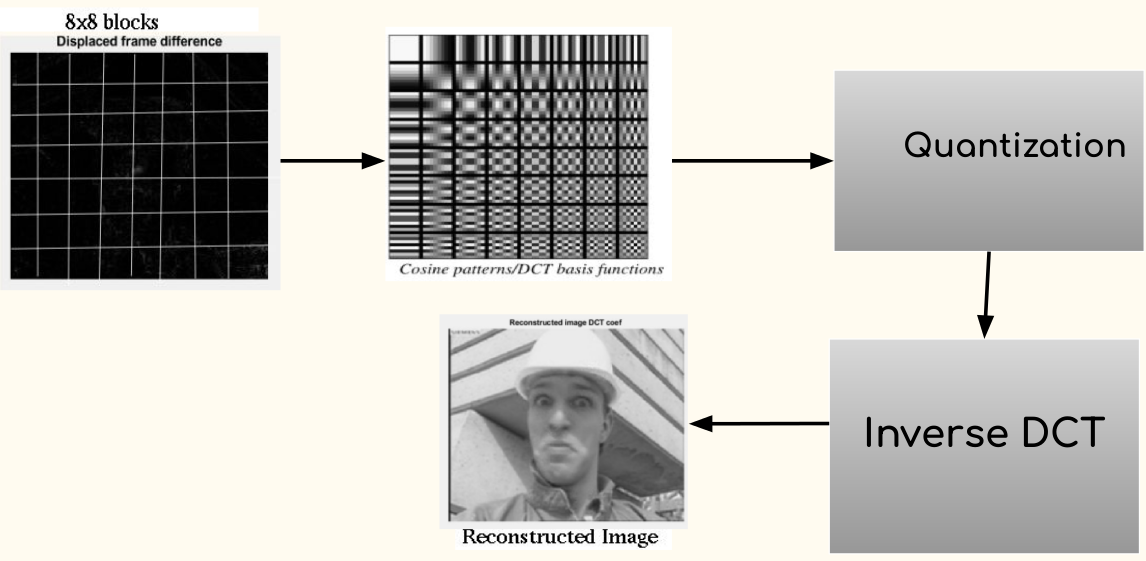 8x8 blocks
Displaced frame difference
Cosine patterns/DCT basis functions
Quantization
Inverse DCT
Reconstructed image DCT coef
SIEMENS
Reconstructed Image